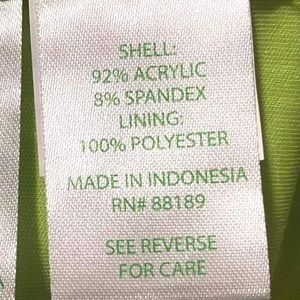 SHELL:
92% ACRYLIC
8% SPANDEX
LINING:
100% POLYESTER
MADE IN INDONESIA
RN# 88189
SEE REVERSE
FOR CARE